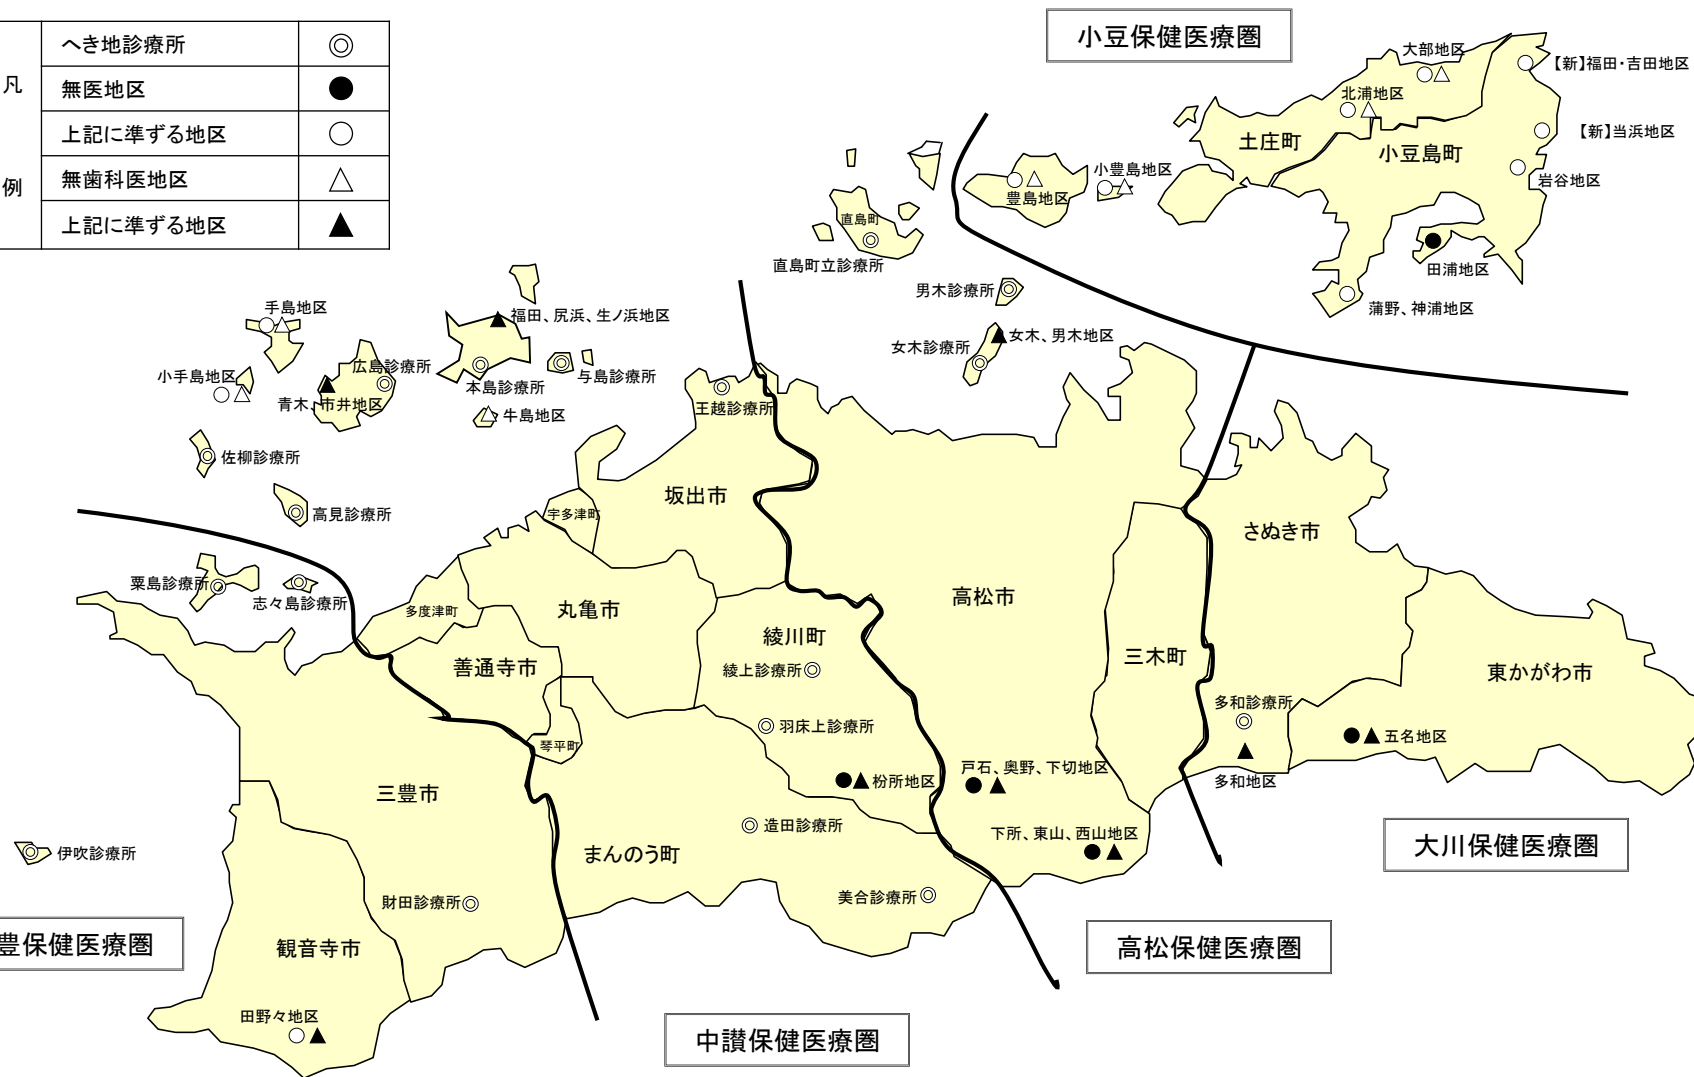 凡例
へき地診療所 ◎
無医地区 ●
上記に準ずる地区 ○
無歯科医地区 △
上記に準ずる地区 ▲
小豆保健医療圏
大部地区
【新】福田・吉田地区
北浦地区
【新】当浜地区
土庄町
小豆島町
岩谷地区
小豊島地区
豊島地区
直島町
直島町立診療所
田浦地区
蒲野、神浦地区
男木診療所
女木、男木地区
女木診療所
手島地区
福田、尻浜、生ノ浜地区
小手島地区
広島診療所
本島診療所
与島診療所
青木、市井地区
牛島地区
王越診療所
佐柳診療所
高見診療所
坂出市
宇多津町
さぬき市
粟島診療所
志々島診療所
多度津町
丸亀市
高松市
綾川町
善通寺市
綾上診療所
三木町
東かがわ市
多和診療所
羽床上診療所
五名地区
琴平町
戸石、奥野、下切地区
枌所地区
多和地区
三豊市
造田診療所
下所、東山、西山地区
まんのう町
伊吹診療所
大川保健医療圏
財田診療所
美合診療所
豊保健医療圏
観音寺市
高松保健医療圏
田野々地区
中讃保健医療圏